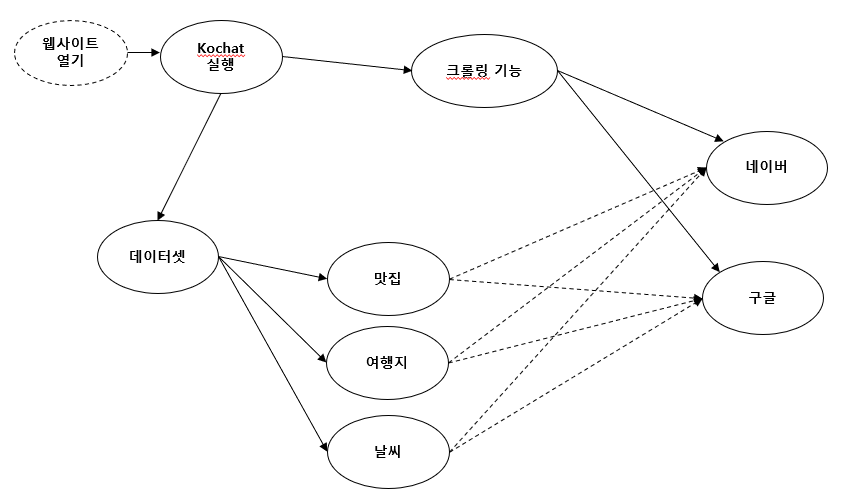 웹사이트
열기
Kochat
실행
크롤링 기능
네이버
데이터셋
맛집
구글
여행지
날씨